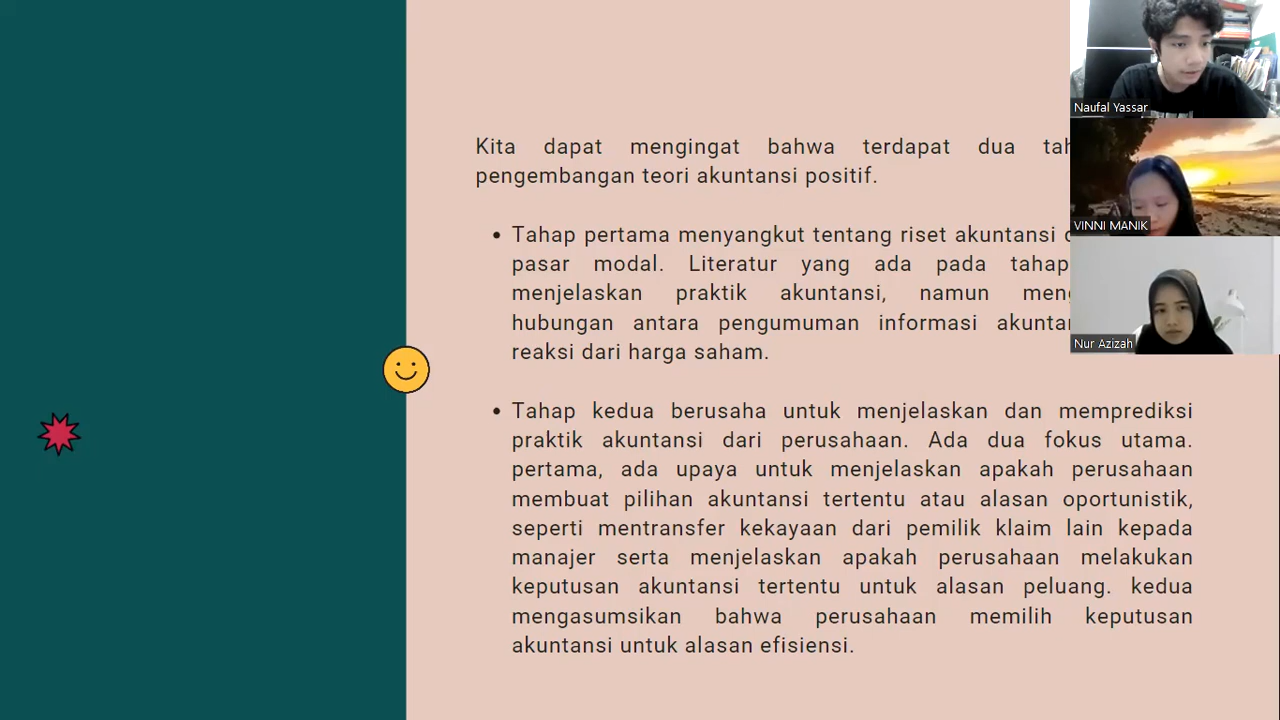 Kita dapat mengingat bahwa terdapat dua
pengembangan teori akuntansi positif.
Tahap pertama menyangkut tentang riset akuntansi
pasar modal. Literatur yang ada pada tahap
menjelaskan praktik akuntansi, namun
hubungan antara pengumuman informasi
reaksi dari harga saham.
Tahap kedua berusaha untuk menjelaskan dan memprediksi
praktik akuntansi dari perusahaan. Ada dua fokus utama.
pertama, ada upaya untuk menjelaskan apakah perusahaan
membuat pilihan akuntansi tertentu atau alasan oportunistik,
seperti mentransfer kekayaan dari pemilik klaim lain kepada
manajer serta menjelaskan apakah perusahaan melakukan
keputusan akuntansi tertentu untuk alasan peluang. kedua
mengasumsikan bahwa perusahaan memilih keputusan
akuntansi untuk alasan efisiensi.
Naufal Yassar
VINNI MANIK
Nur Azizah